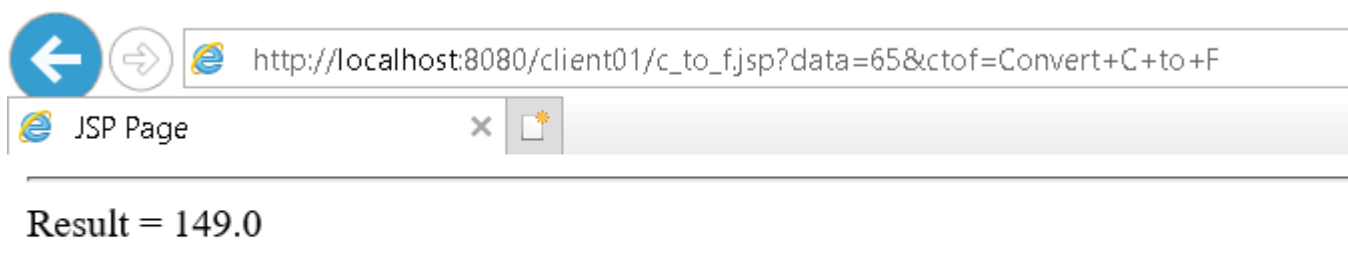 http://localhost:8080/client01/c_to_f.jsp?data=65&ctof=Convert+C+to+F
JSP Page
Result = 149.0